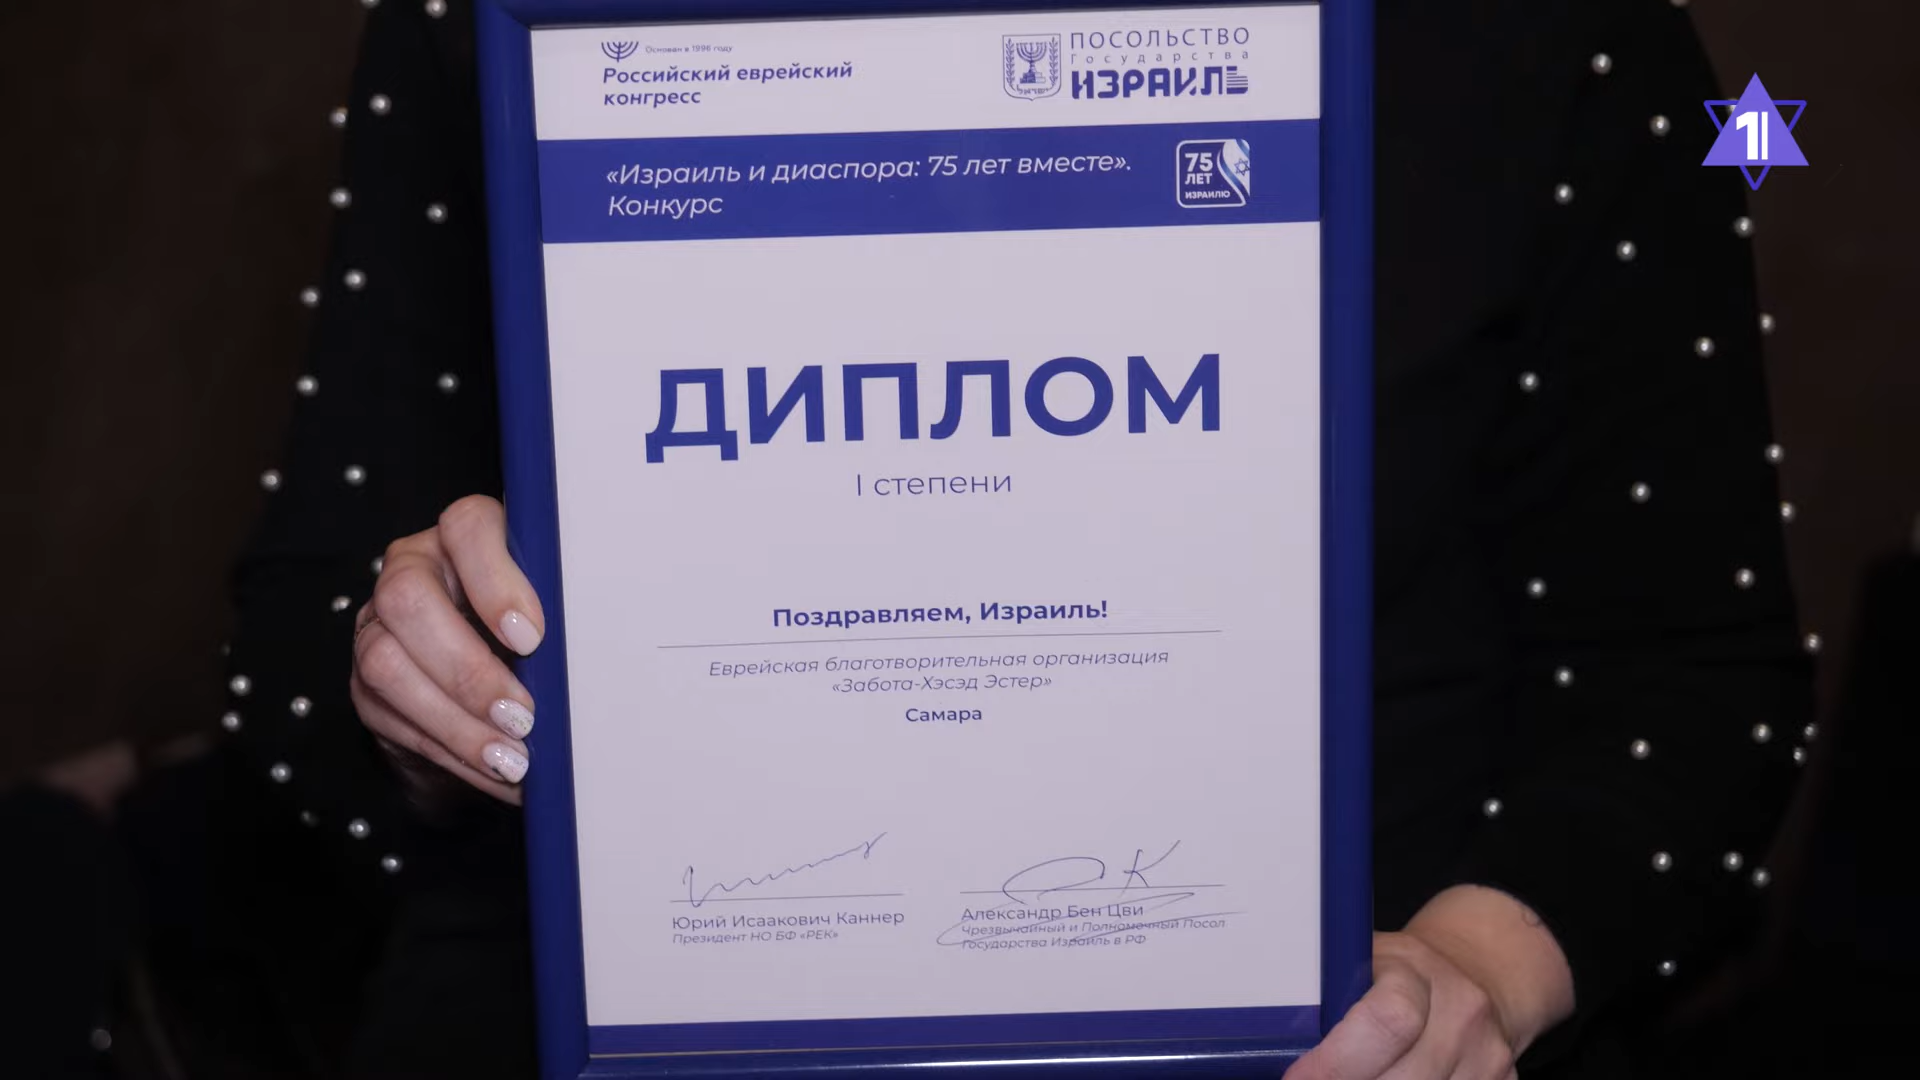 Основан в 1996 году
Российский еврейский
конгресс
ПОСОЛЬСТВО
Государства
ИЗРАИЛЬ
«Израиль и диаспора: 75 лет вместе».
Конкурс
75
ЛЕТ
ИЗРАИЛЮ
ДИПЛОМ
I степени
Поздравляем, Израиль!
Еврейская благотворительная организация
«Забота-Хэсэд Эстер»
Самара
Юрий Исаакович Каннер
Президент НО БФ «РЕК»
Александр Бен Цви
Чрезвычайный и Полномочный Посол
Государства Израиль в РФ
1